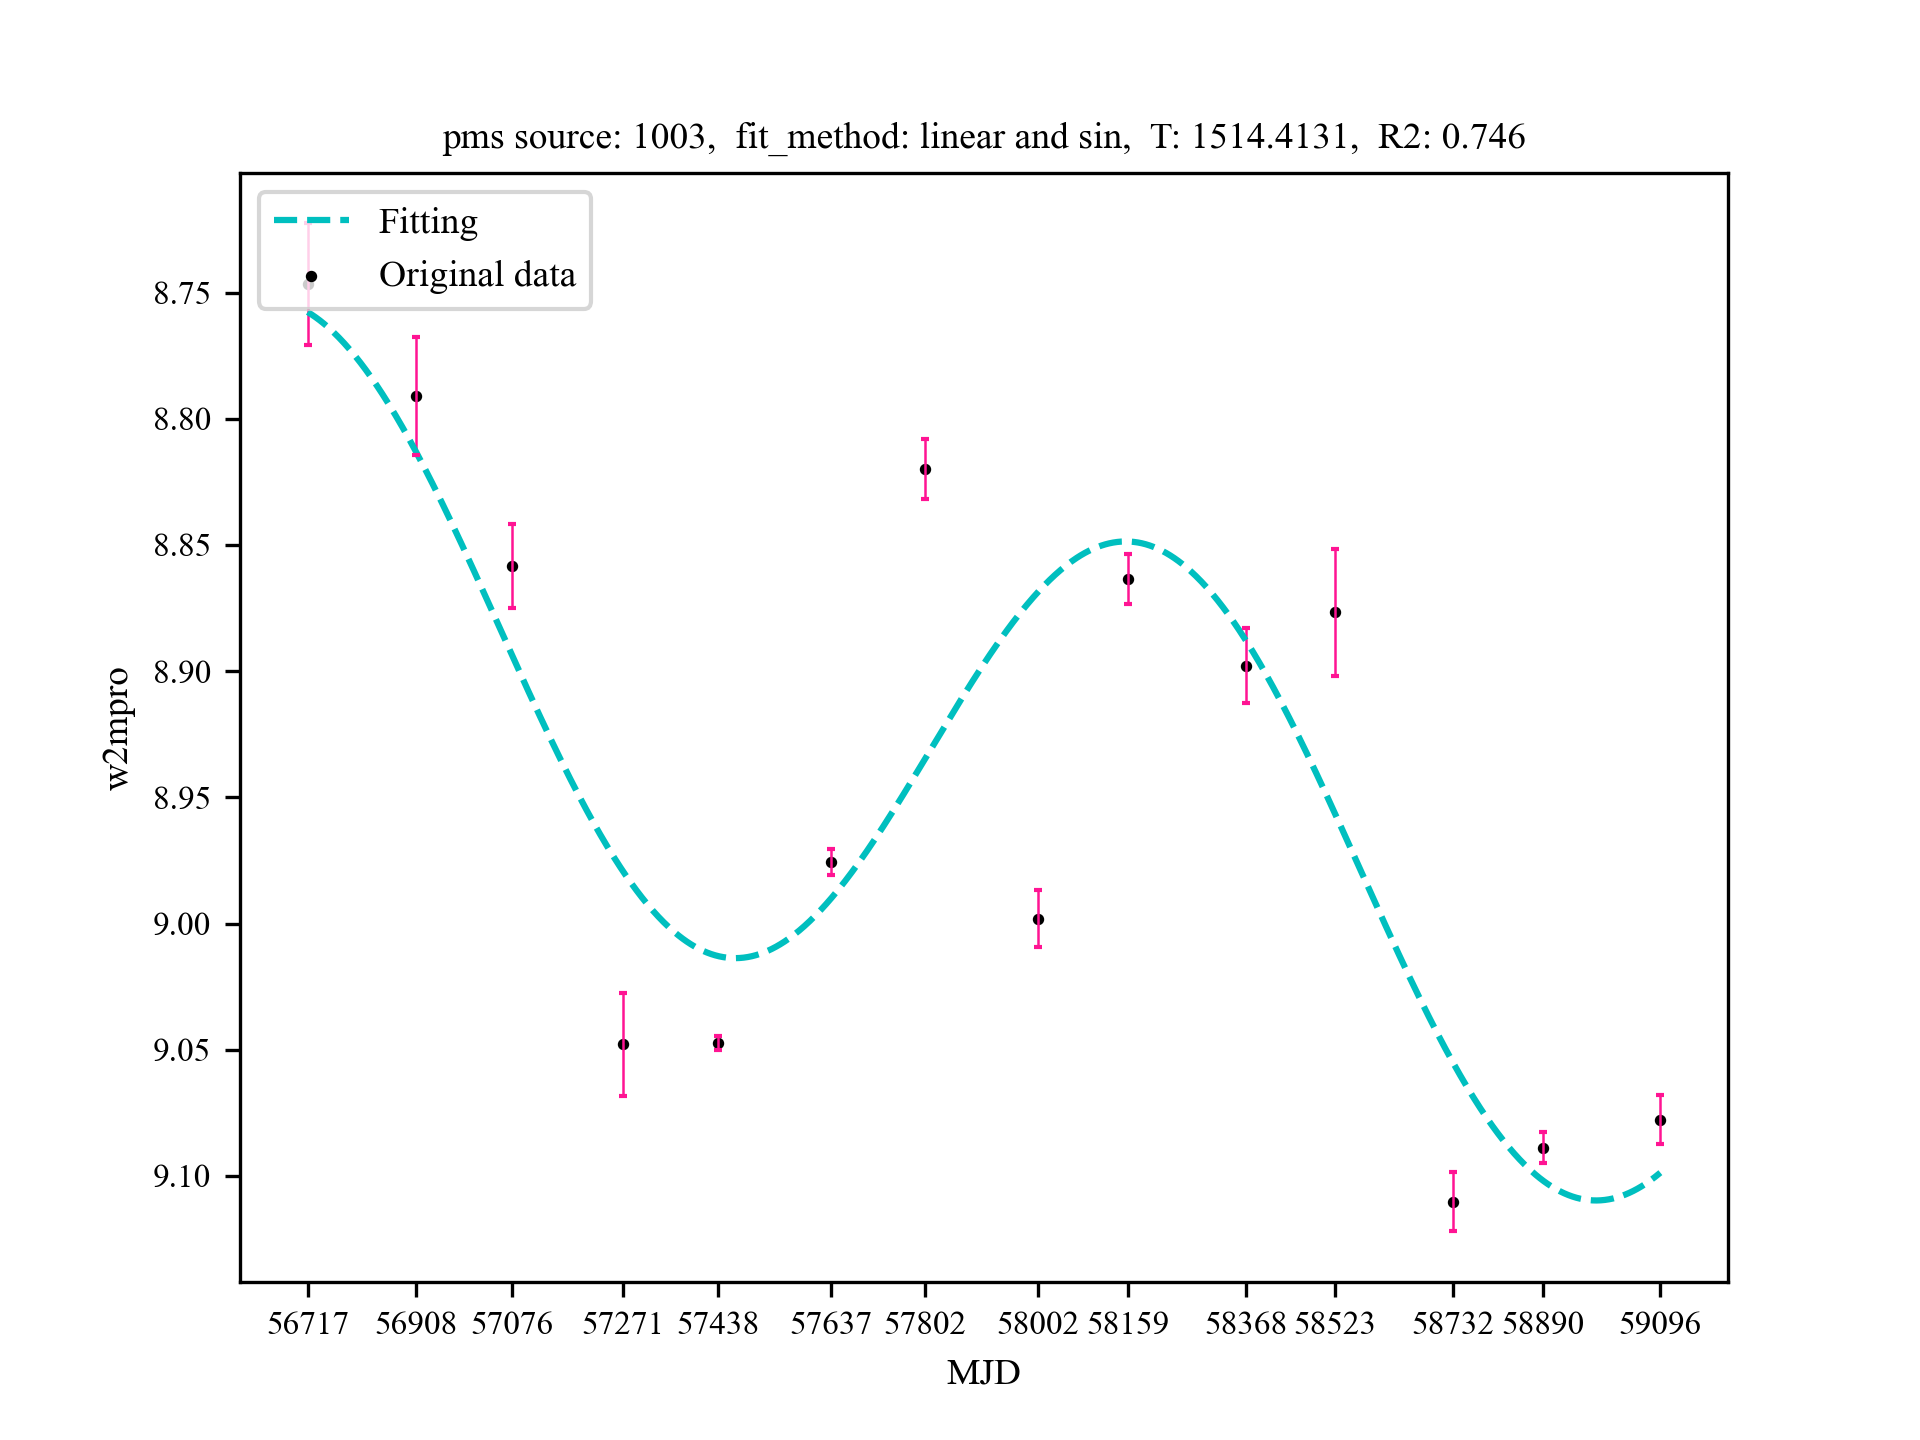 pms source: 1003,  fit_method: linear and sin,  T: 1514.4131,  R2: 0.746
Fitting
Original data
8.75
8.80
8.85
8.90
8.95
9.00
9.05
9.10
w2mpro
56717 56908 57076 57271 57438 57637 57802 58002 58159 58368 58523 58732 58890 59096
MJD